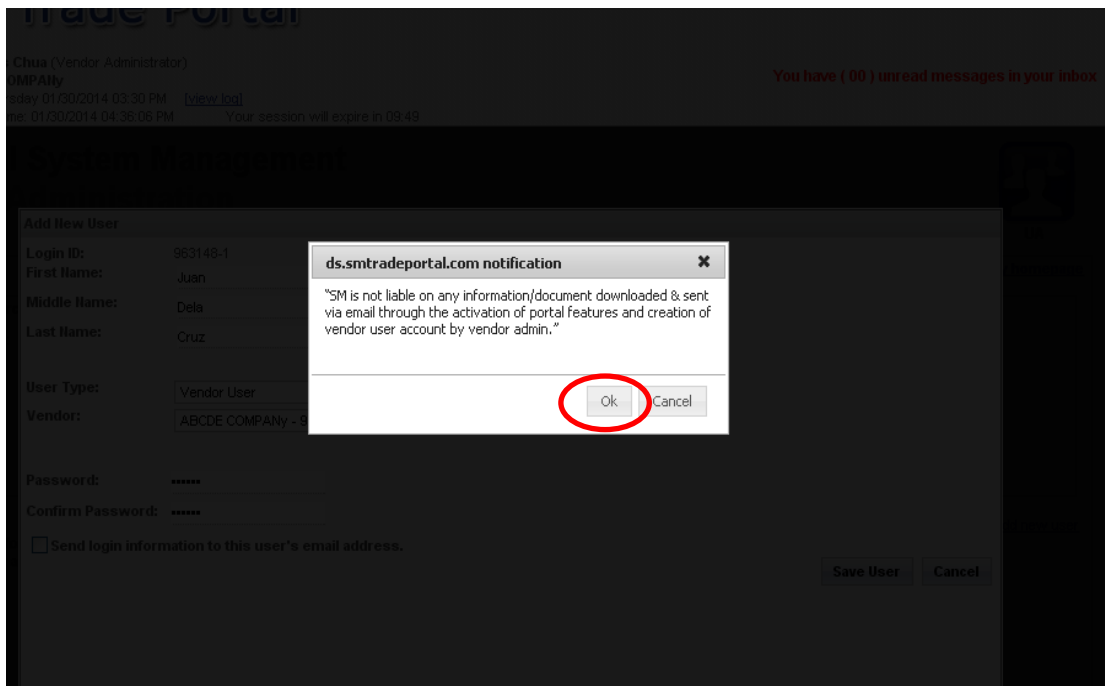 Trade Portal
Chua (Vendor Administrator)
OMPANy
You have ( 00 ) unread messages in your inbox
sday 01/30/2014 03:30 PM [view log]
me: 01/30/2014 04:36:06 PM Your session will expire in 09:49
System Management
Add New User
Login ID: 963148-1
First Name: Juan
Middle Name: Dela
Last Name: Cruz
User Type: Vendor User
Vendor: ABCDE COMPANy - 9
Password: ••••••
Confirm Password: ••••••
Send login information to this user's email address.
Save User Cancel
ds.smtradeportal.com notification
"SM is not liable on any information/document downloaded & sent
via email through the activation of portal features and creation of
vendor user account by vendor admin."
Ok Cancel